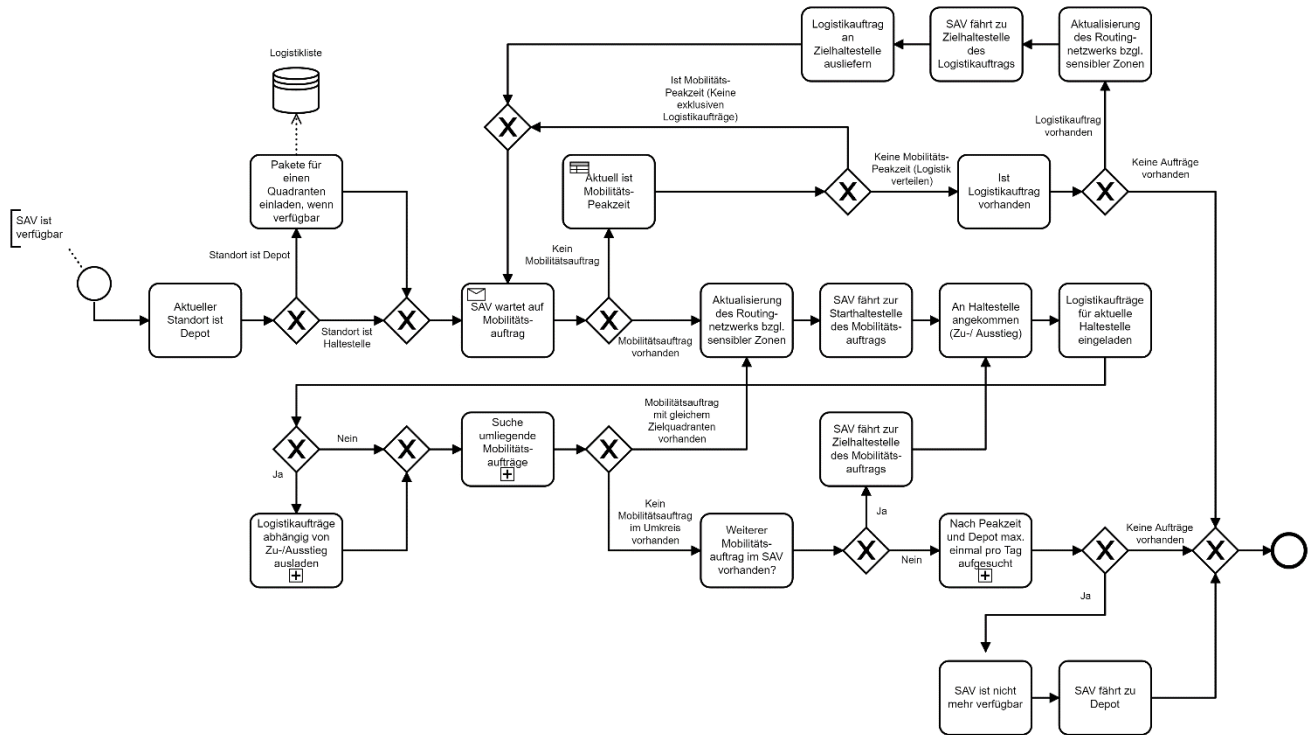 Logistikauftrag
an
Zielhaltestelle
ausliefern
SAV fährt zu
Zielhaltestelle
des
Logistikauftrags
Aktualisierung
des Routing-
netzwerks bzgl.
sensibler Zonen
Logistikliste
Ist Mobilitäts-
Peakzeit (Keine
exklusiven
Logistikaufträge)
Logistikauftrag
vorhanden
Pakete für
einen
Quadranten
einladen, wenn
verfügbar
Aktuell ist
Mobilitäts-
Peakzeit
Keine Mobilitäts-
Peakzeit (Logistik
verteilen)
Ist
Logistikauftrag
vorhanden
Keine Aufträge
vorhanden
SAV ist
verfügbar
Standort ist Depot
Kein
Mobilitätsauftrag
Aktueller
Standort ist
Depot
Standort ist
Haltestelle
SAV wartet auf
Mobilitäts-
auftrag
Mobilitätsauftrag
vorhanden
Aktualisierung
des Routing-
netzwerks bzgl.
sensibler Zonen
SAV fährt zur
Starthaltestelle
des Mobilitäts-
auftrags
An Haltestelle
angekommen
(Zu-/ Ausstieg)
Logistikaufträge
für aktuelle
Haltestelle
eingeladen
Nein
Ja
Suche
umliegende
Mobilitäts-
aufträge
Mobilitätsauftrag
mit gleichem
Zielquadranten
vorhanden
SAV fährt zur
Zielhaltestelle
des Mobilitäts-
auftrags
Logistikaufträge
abhängig von
Zu-/Ausstieg
ausladen
Kein
Mobilitätsauftrag
im Umkreis
vorhanden
Weiterer
Mobilitäts-
auftrag im SAV
vorhanden?
Ja
Nein
Nach Peakzeit
und Depot max.
einmal pro Tag
aufgesucht
Keine Aufträge
vorhanden
Ja
SAV ist nicht
mehr verfügbar
SAV fährt zu
Depot